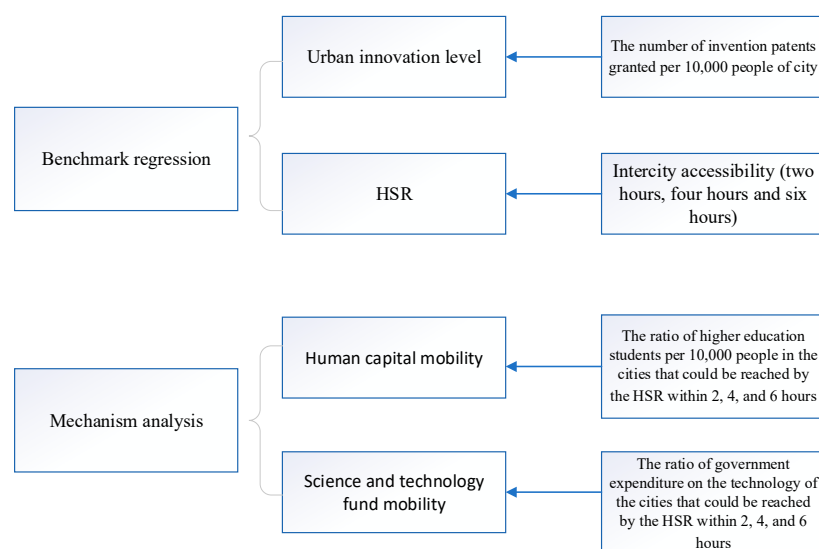 Urban innovation level
The number of invention patents
granted per 10,000 people of city
Benchmark regression
HSR
Intercity accessibility (two
hours, four hours and six
hours)
Human capital mobility
The ratio of higher education
students per 10,000 people in the
cities that could be reached by
the HSR within 2, 4, and 6 hours
Mechanism analysis
Science and technology
fund mobility
The ratio of government
expenditure on the technology of
the cities that could be reached
by the HSR within 2, 4, and 6
hours